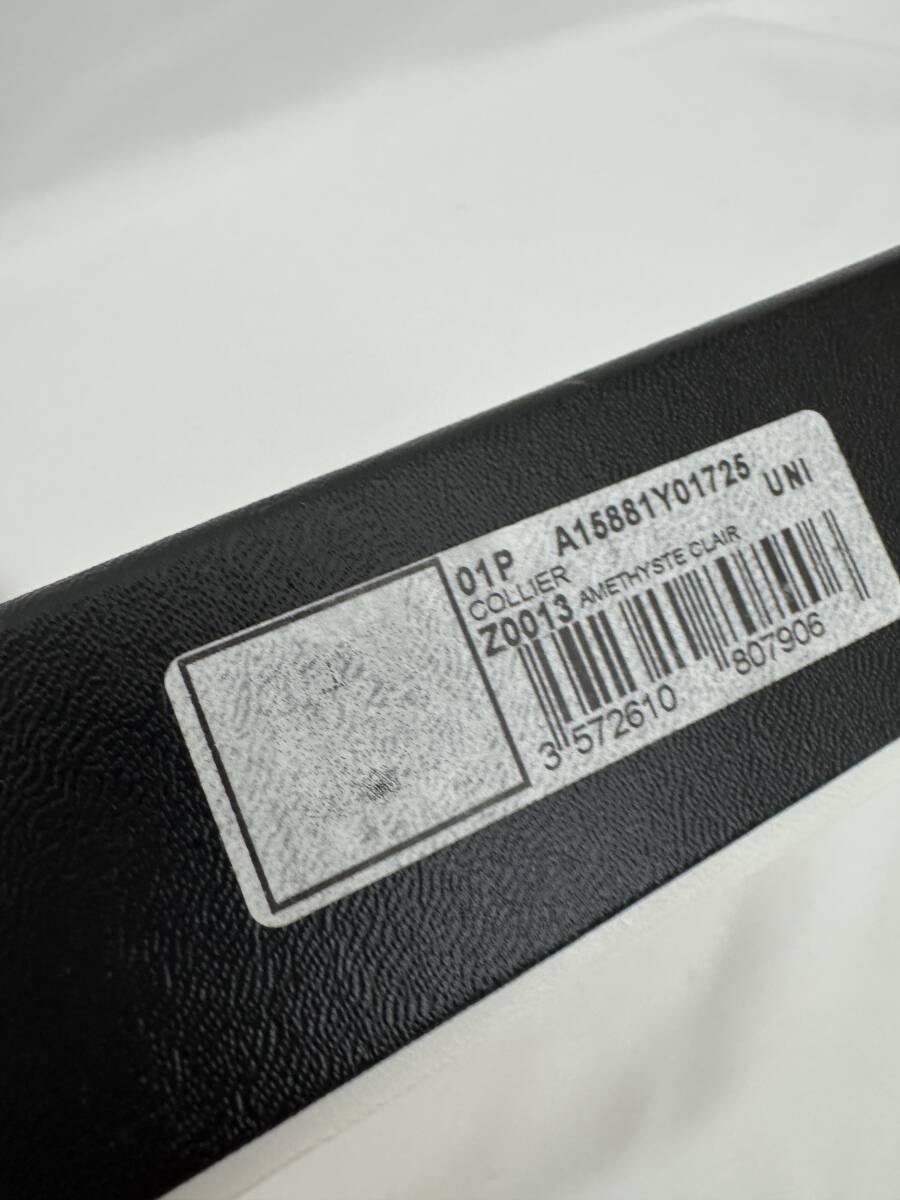 01P A15881Y01725 UNI
COLLIER
Z0013 AMETHYSTE CLAIR
3 572610 807906